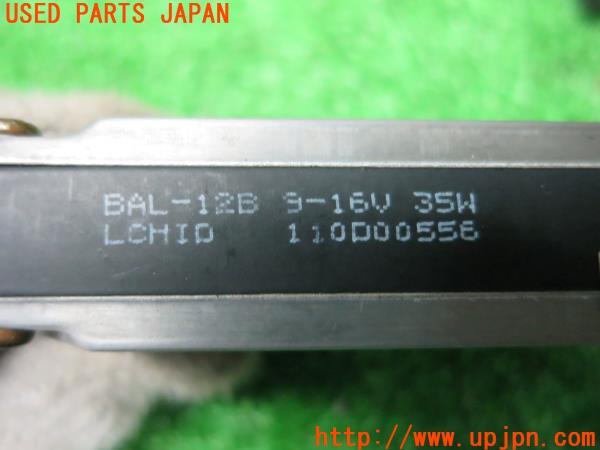 USED PARTS JAPAN
BAL-12B 9-16V 35W
LCHID 110D00556
http://www.upjpn.com